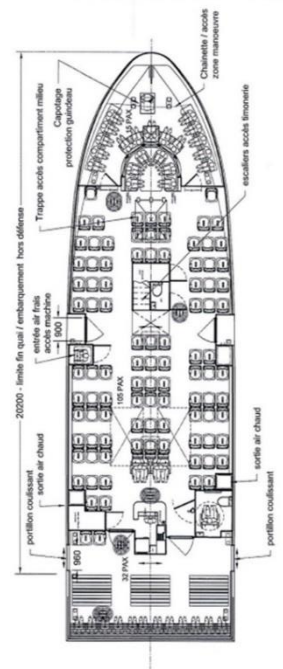 20200 - limite fin quai / embarquement hors défense
Trappe accès compartiment milieu
Capotage
protection guindeau
Chainette / accès
zone manoeuvre
escaliers accès timonerie
PAX
entrée air frais
accès machine
900
105 PAX
sortie air chaud
portillon coulissant
960
32 PAX
sortie air chaud
portillon coulissant